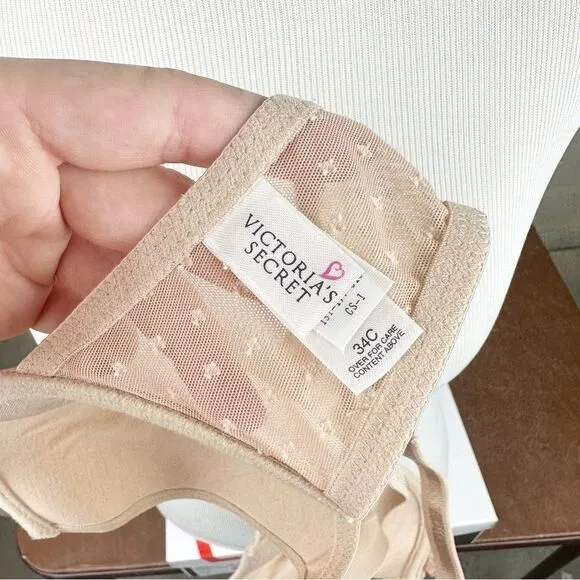 VICTORIA'S
SECRET
CS-1
34C
OVER FOR CARE
CONTENT ABOVE